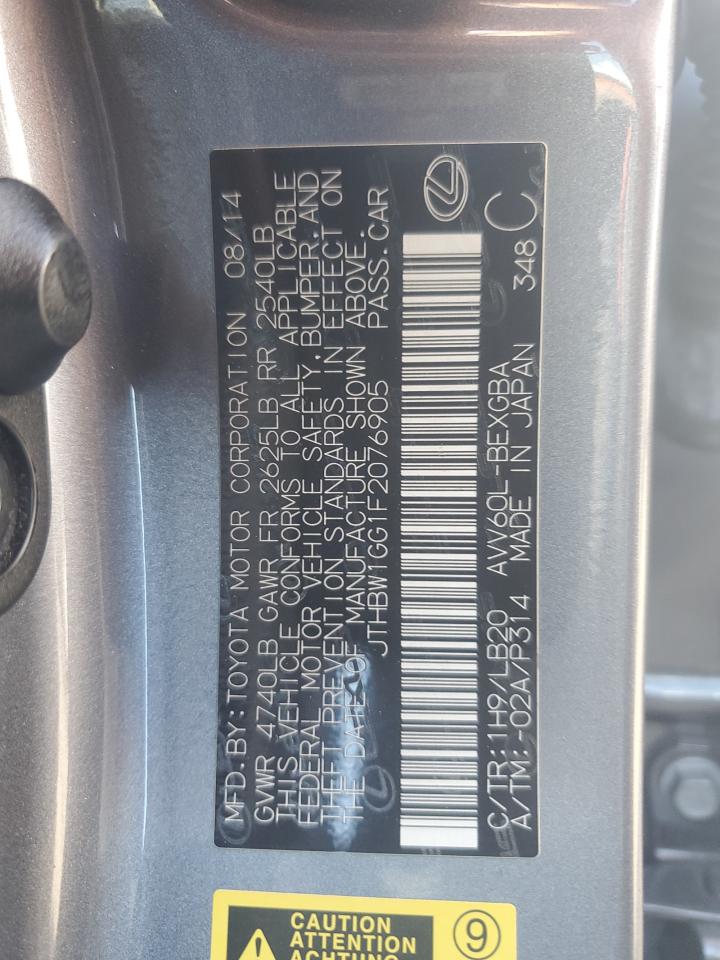 MFD.BY:TOYOTA MOTOR CORPORATION 08/14
GVWR 4740LB GAWR FR 2625LB RR 2540LB
THIS VEHICLE CONFORMS TO ALL APPLICABLE
FEDERAL MOTOR VEHICLE SAFETY,BUMPER,AND
THEFT PREVENTION STANDARDS IN EFFECT ON
THE DATE OF MANUFACTURE SHOWN ABOVE.
JTHBW1GG1F2076905 PASS.CAR
C/TR:1H9/LB20 AVV60L-BEXGBA
A/TM:-02A/P314 MADE IN JAPAN 348 C
CAUTION
ATTENTION
ACHTUNG
9